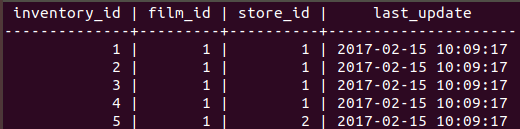 inventory_id | film_id | store_id |     last_update
--------------+---------+----------+---------------------
            1 |       1 |        1 | 2017-02-15 10:09:17
            2 |       1 |        1 | 2017-02-15 10:09:17
            3 |       1 |        1 | 2017-02-15 10:09:17
            4 |       1 |        1 | 2017-02-15 10:09:17
            5 |       1 |        2 | 2017-02-15 10:09:17